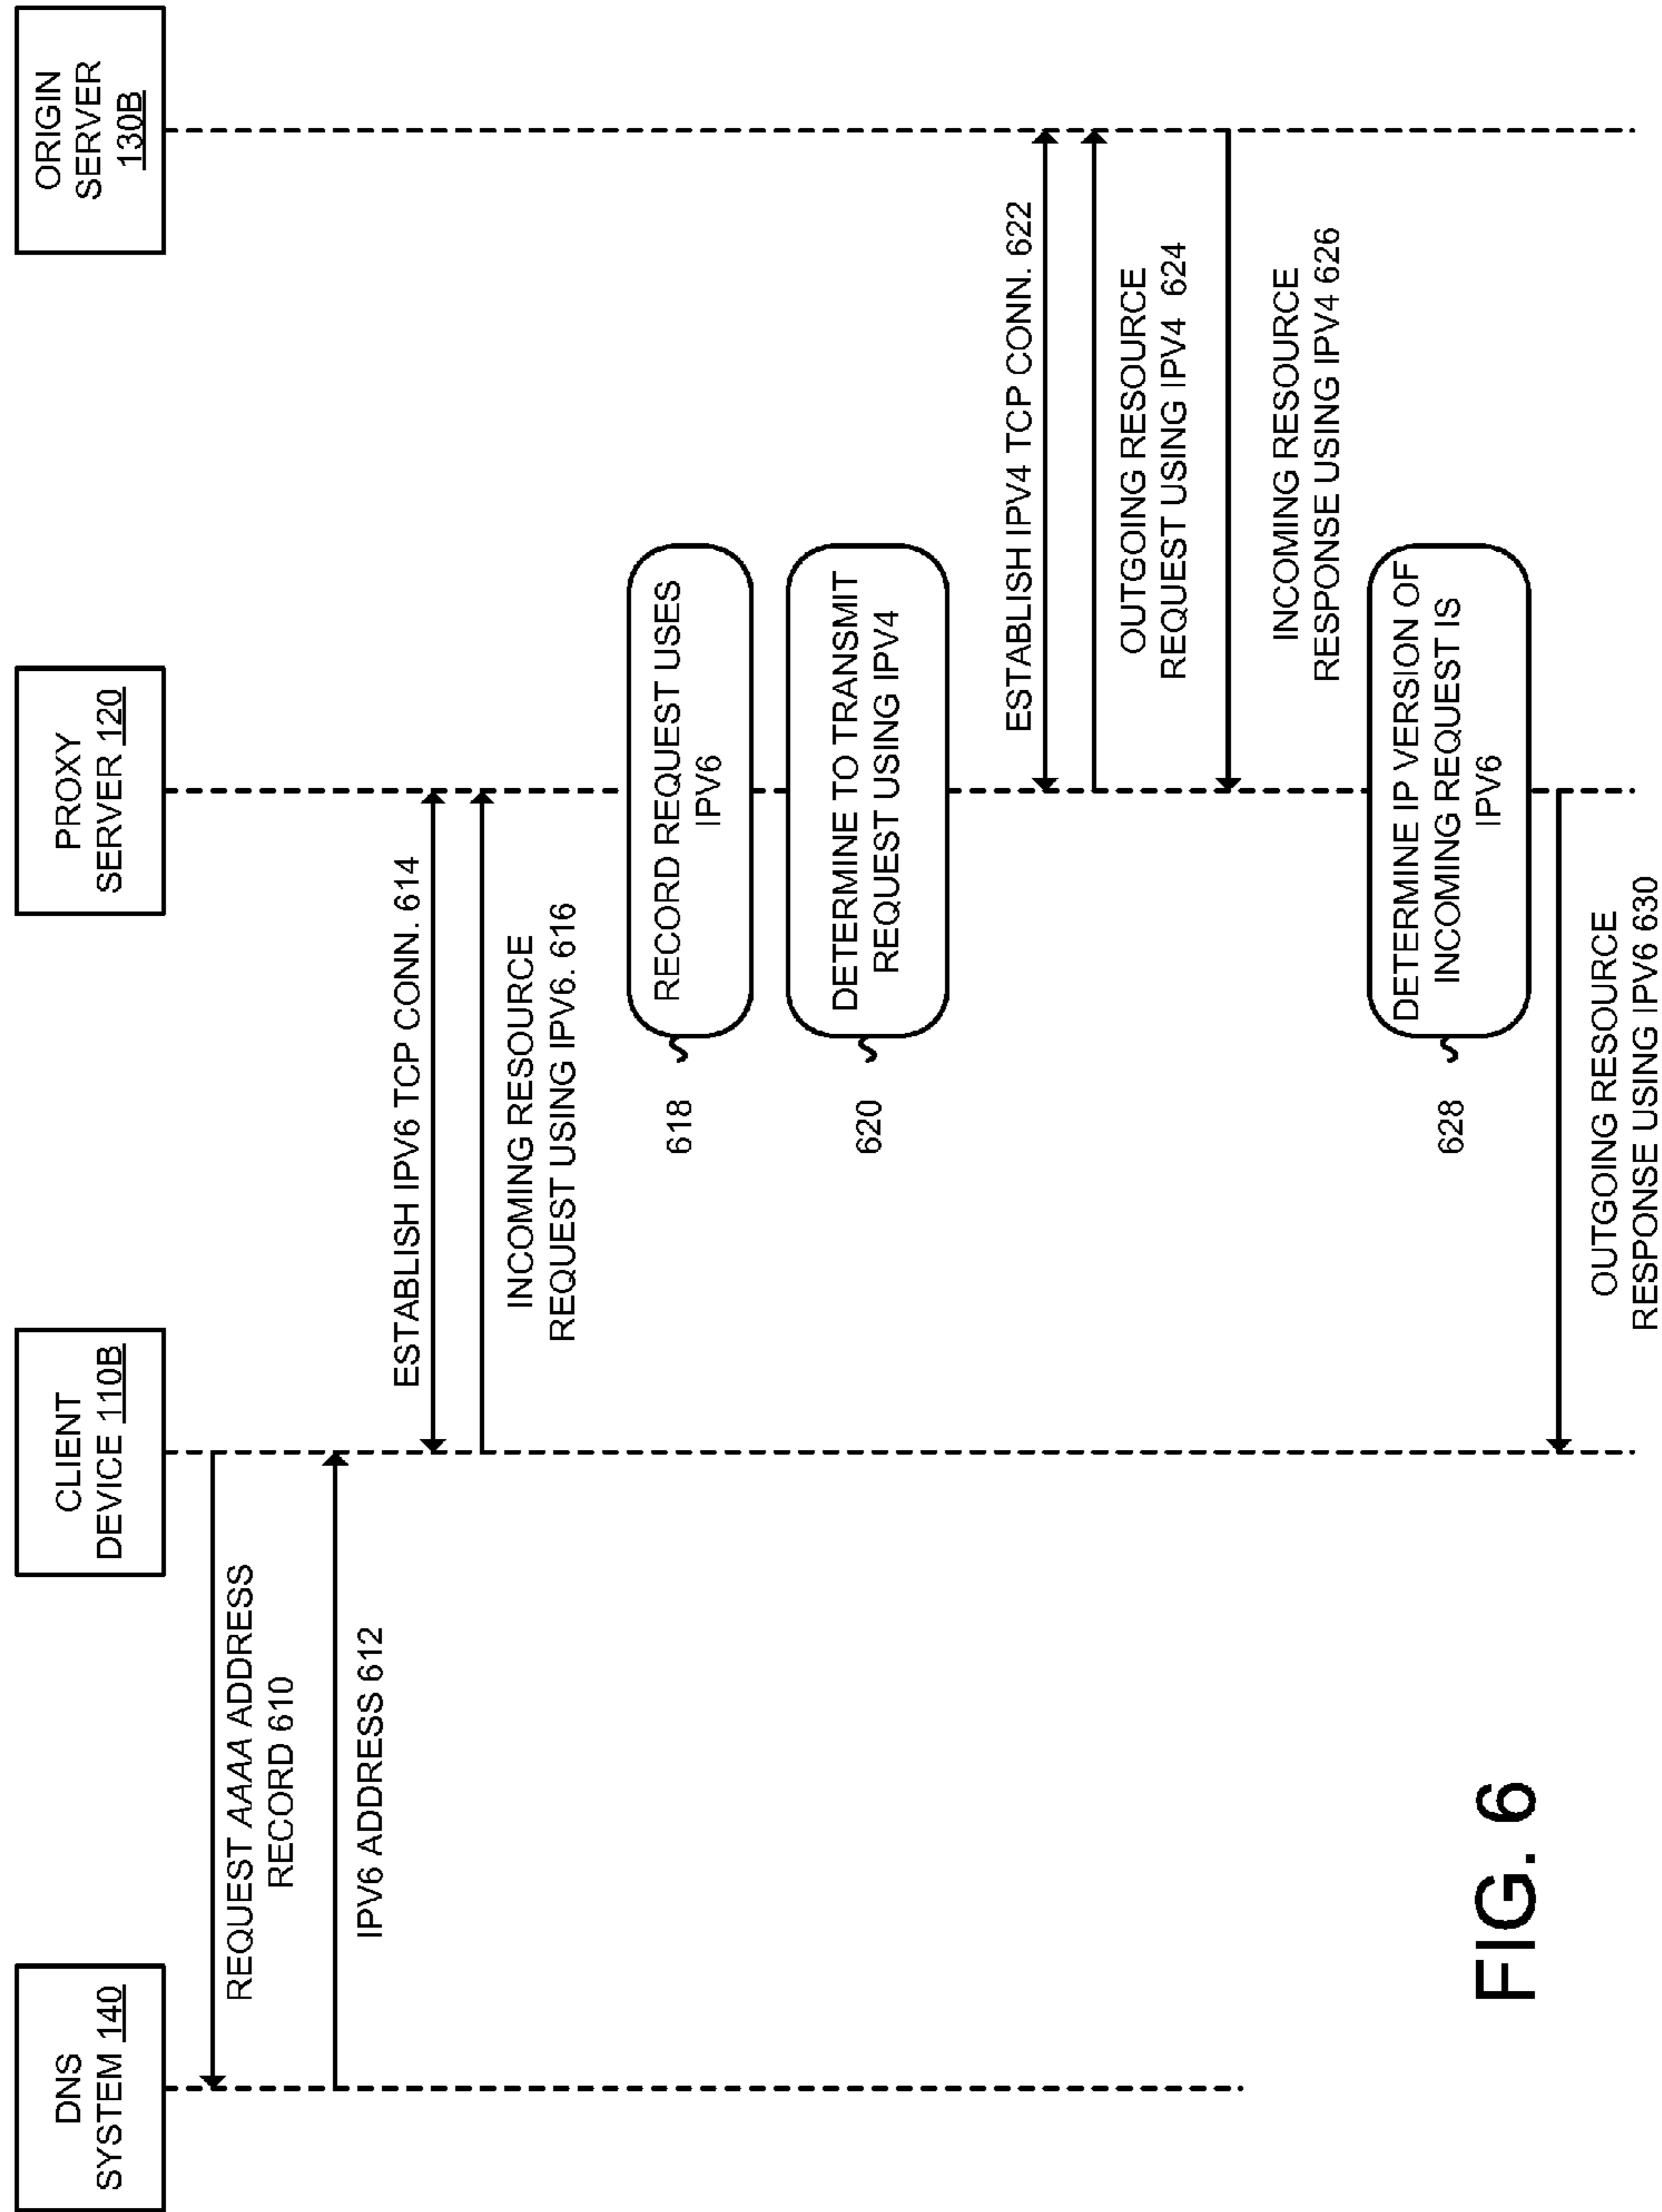 DNS
SYSTEM 140
CLIENT
DEVICE 110B
PROXY
SERVER 120
ORIGIN
SERVER
130B
REQUEST AAAA ADDRESS
RECORD 610
IPV6 ADDRESS 612
ESTABLISH IPV6 TCP CONN. 614
INCOMING RESOURCE
REQUEST USING IPV6. 616
618
RECORD REQUEST USES
IPV6
620
DETERMINE TO TRANSMIT
REQUEST USING IPV4
ESTABLISH IPV4 TCP CONN. 622
OUTGOING RESOURCE
REQUEST USING IPV4 624
INCOMING RESOURCE
RESPONSE USING IPV4 626
628
DETERMINE IP VERSION OF
INCOMING REQUEST IS
IPV6
OUTGOING RESOURCE
RESPONSE USING IPV6 630
FIG. 6